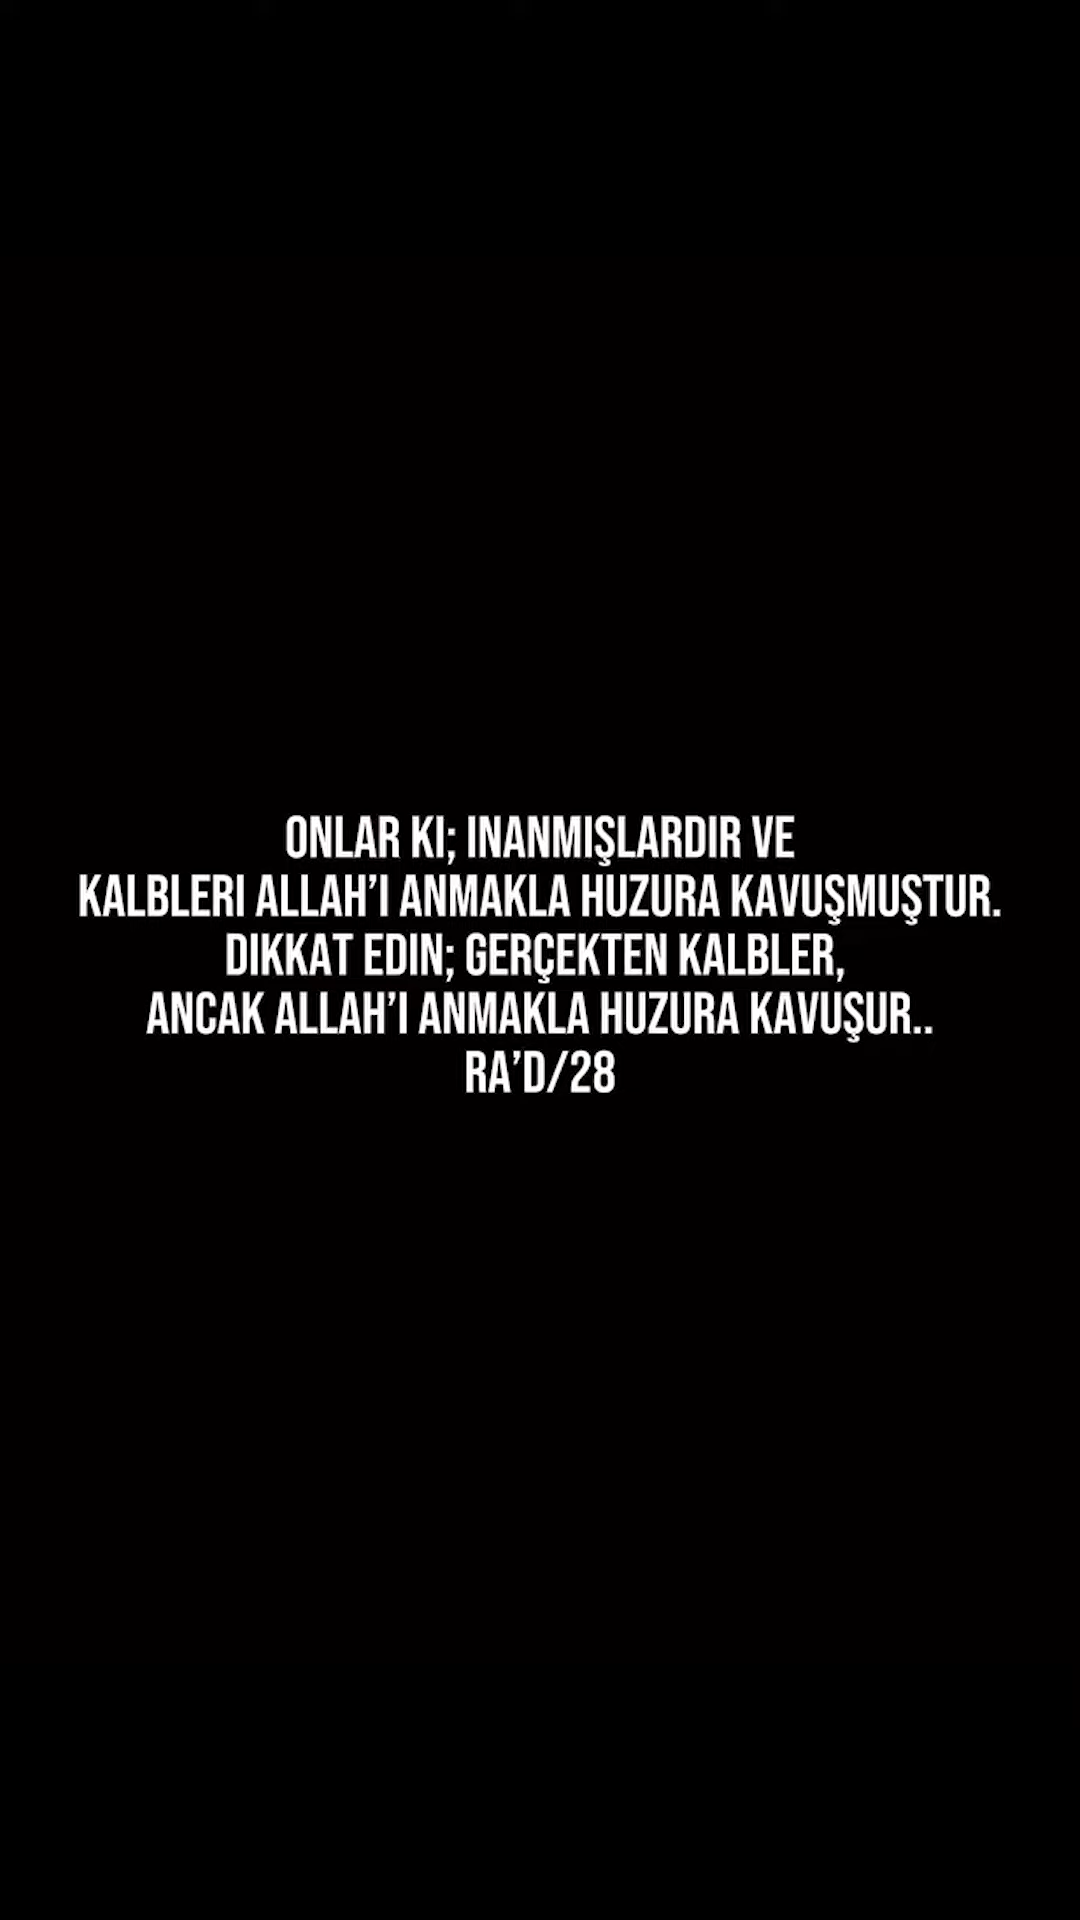 ONLAR KI; INANMIŞLARDIR VE
KALBLERI ALLAH'I ANMAKLA HUZURA KAVUŞMUŞTUR.
DIKKAT EDIN; GERÇEKTEN KALBLER,
ANCAK ALLAH'I ANMAKLA HUZURA KAVUŞUR..
RA'D/28